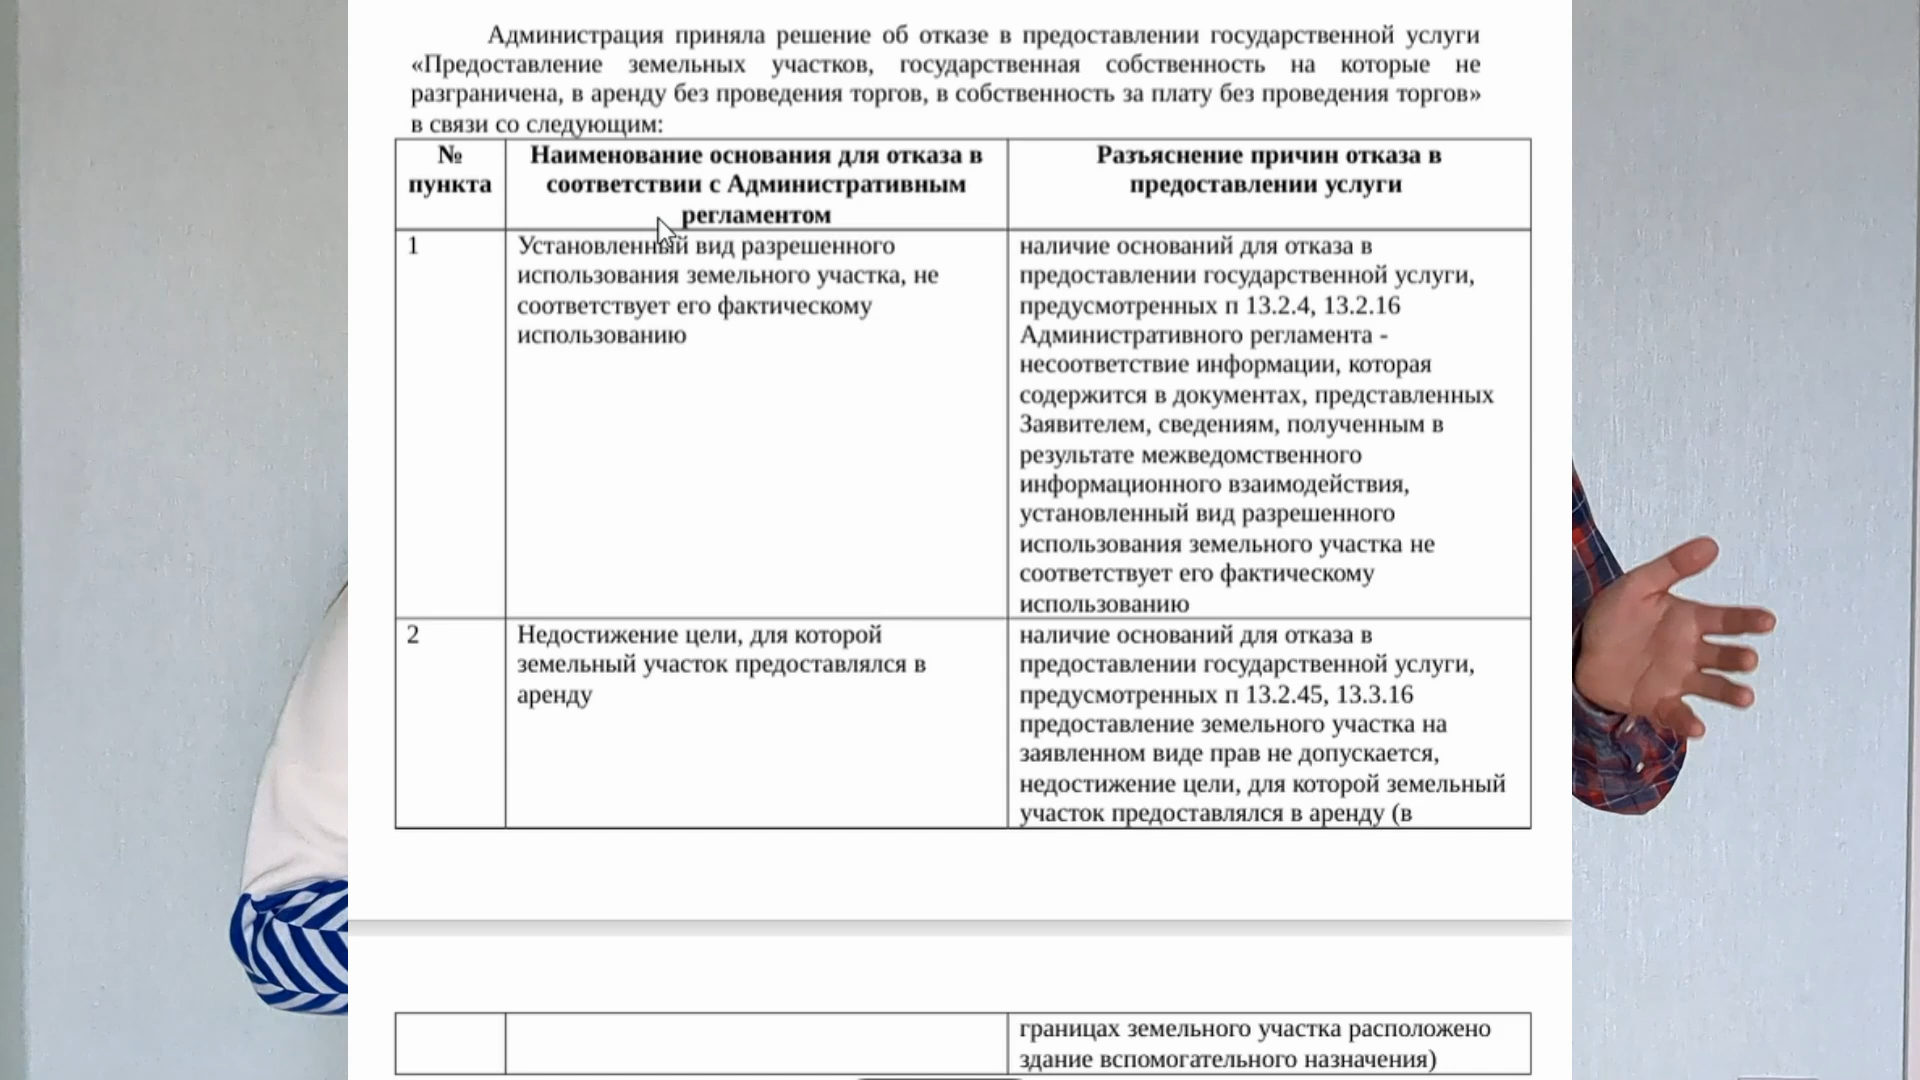 Администрация приняла решение об отказе в предоставлении государственной услуги
«Предоставление земельных участков, государственная собственность на которые не
разграничена, в аренду без проведения торгов, в собственность за плату без проведения торгов»
в связи со следующим:
№
пункта
Наименование основания для отказа в
соответствии с Административным
регламентом
Разъяснение причин отказа в
предоставлении услуги
1
Установленный вид разрешенного
использования земельного участка, не
соответствует его фактическому
использованию
наличие оснований для отказа в
предоставлении государственной услуги,
предусмотренных п 13.2.4, 13.2.16
Административного регламента -
несоответствие информации, которая
содержится в документах, представленных
Заявителем, сведениям, полученным в
результате межведомственного
информационного взаимодействия,
установленный вид разрешенного
использования земельного участка не
соответствует его фактическому
использованию
2
Недостижение цели, для которой
земельный участок предоставлялся в
аренду
наличие оснований для отказа в
предоставлении государственной услуги,
предусмотренных п 13.2.45, 13.3.16
предоставление земельного участка на
заявленном виде прав не допускается,
недостижение цели, для которой земельный
участок предоставлялся в аренду (в
границах земельного участка расположено
здание вспомогательного назначения)